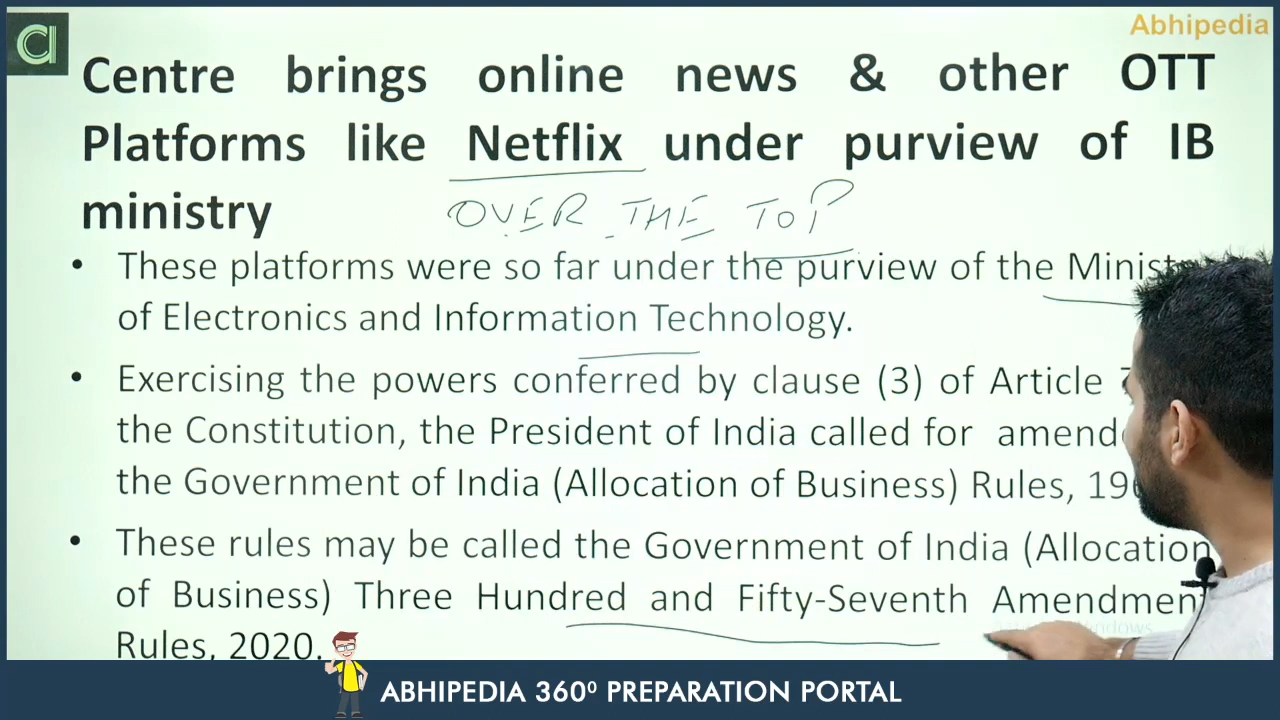 Abhipedia
Centre brings online news & other OTT
Platforms like Netflix under purview of IB
ministry
OVER THE TOP
• These platforms were so far under the purview of the
of Electronics and Information Technology.
• Exercising the powers conferred by clause (3) of Article
the Constitution, the President of India called for
the Government of India (Allocation of Business) Rules,
• These rules may be called the Government of India (Allocation
of Business) Three Hundred and Fifty-Seventh Amendment
Rules, 2020.
ABHIPEDIA 360⁰ PREPARATION PORTAL